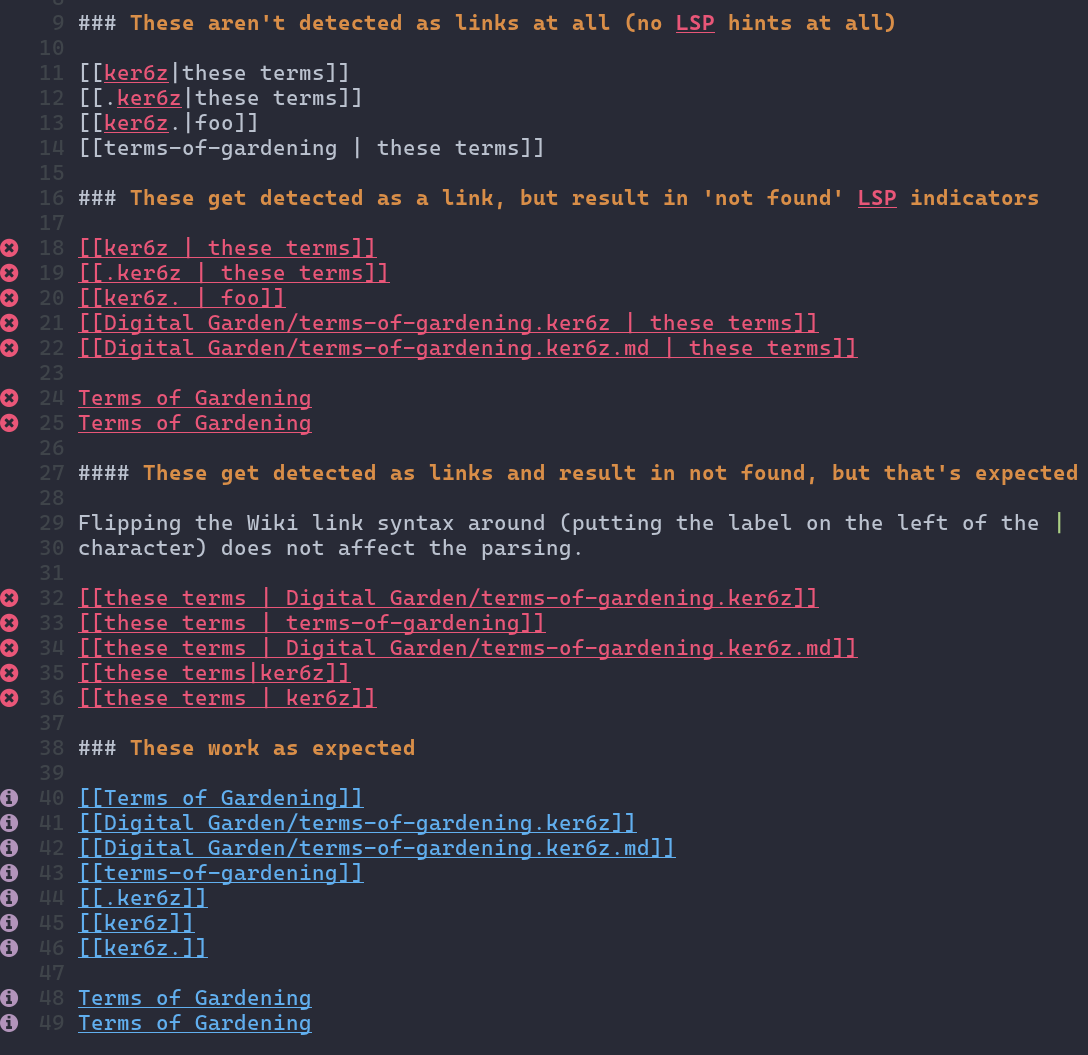 9 ### These aren't detected as links at all (no LSP hints at all)
10
11 [[ker6z|these terms]]
12 [[.ker6z|these terms]]
13 [[ker6z.|foo]]
14 [[terms-of-gardening | these terms]]
15
16 ### These get detected as a link, but result in 'not found' LSP indicators
17
18 [[ker6z | these terms]]
19 [[.ker6z | these terms]]
20 [[ker6z. | foo]]
21 [[Digital Garden/terms-of-gardening.ker6z | these terms]]
22 [[Digital Garden/terms-of-gardening.ker6z.md | these terms]]
23
24 Terms of Gardening
25 Terms of Gardening
26
27 #### These get detected as links and result in not found, but that's expected
28
29 Flipping the Wiki link syntax around (putting the label on the left of the |
30 character) does not affect the parsing.
31
32 [[these terms | Digital Garden/terms-of-gardening.ker6z]]
33 [[these terms | terms-of-gardening]]
34 [[these terms | Digital Garden/terms-of-gardening.ker6z.md]]
35 [[these terms|ker6z]]
36 [[these terms | ker6z]]
37
38 ### These work as expected
39
40 [[Terms of Gardening]]
41 [[Digital Garden/terms-of-gardening.ker6z]]
42 [[Digital Garden/terms-of-gardening.ker6z.md]]
43 [[terms-of-gardening]]
44 [[.ker6z]]
45 [[ker6z]]
46 [[ker6z.]]
47
48 Terms of Gardening
49 Terms of Gardening